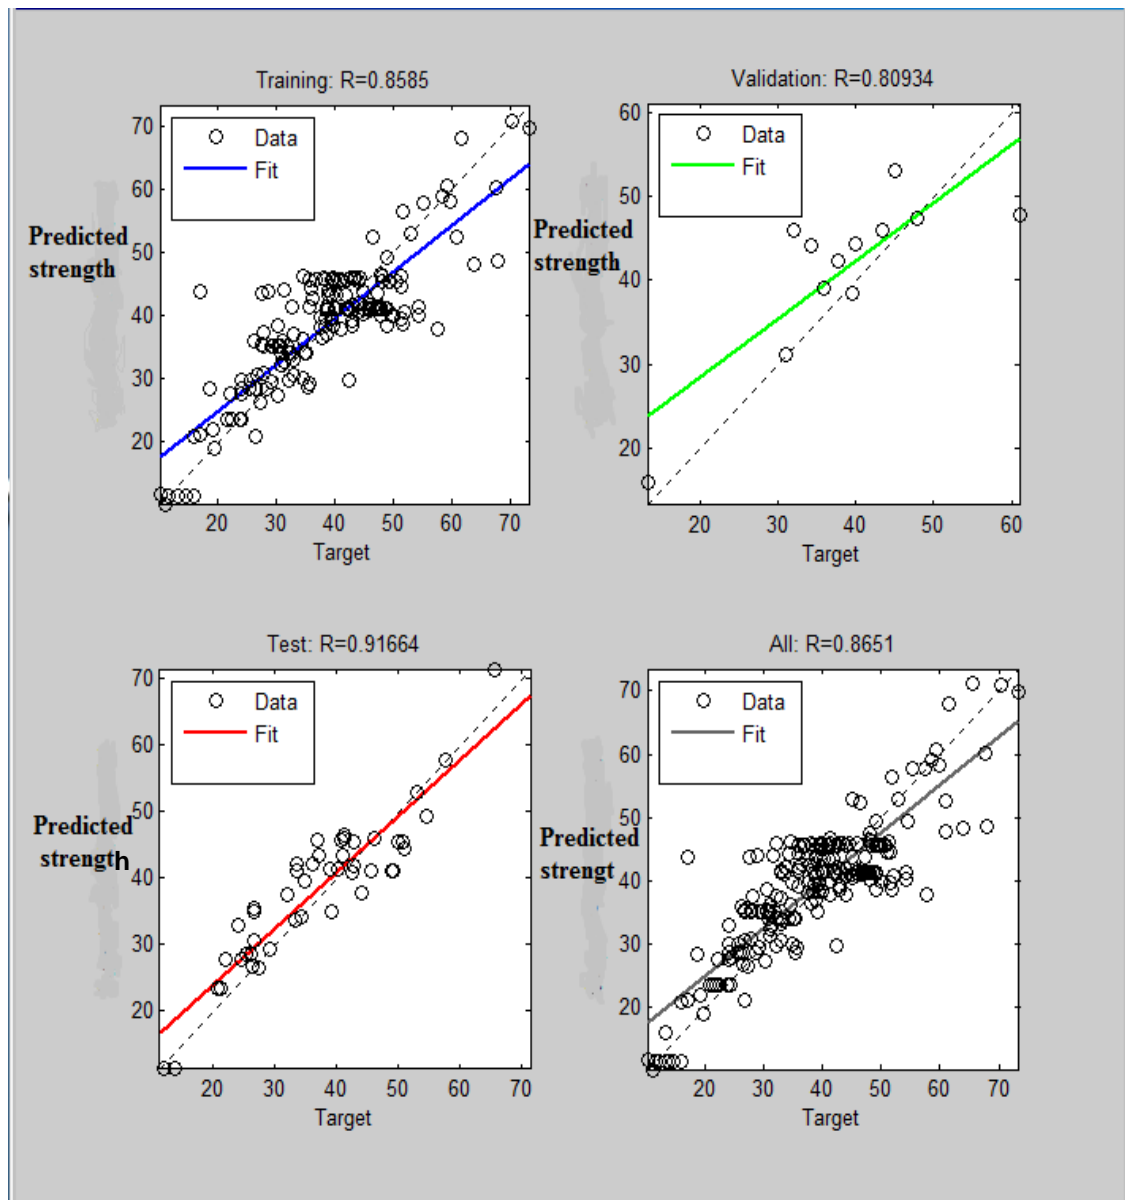 Training: R=0.8585
Data
Fit
70
60
50
40
30
20
Predicted
strength
20 30 40 50 60 70
Target
Validation: R=0.80934
Data
Fit
60
50
40
30
20
Predicted
strength
20 30 40 50 60
Target
Test: R=0.91664
Data
Fit
70
60
50
40
30
20
Predicted
strength
20 30 40 50 60 70
Target
All: R=0.8651
Data
Fit
70
60
50
40
30
20
Predicted
strengt
20 30 40 50 60 70
Target